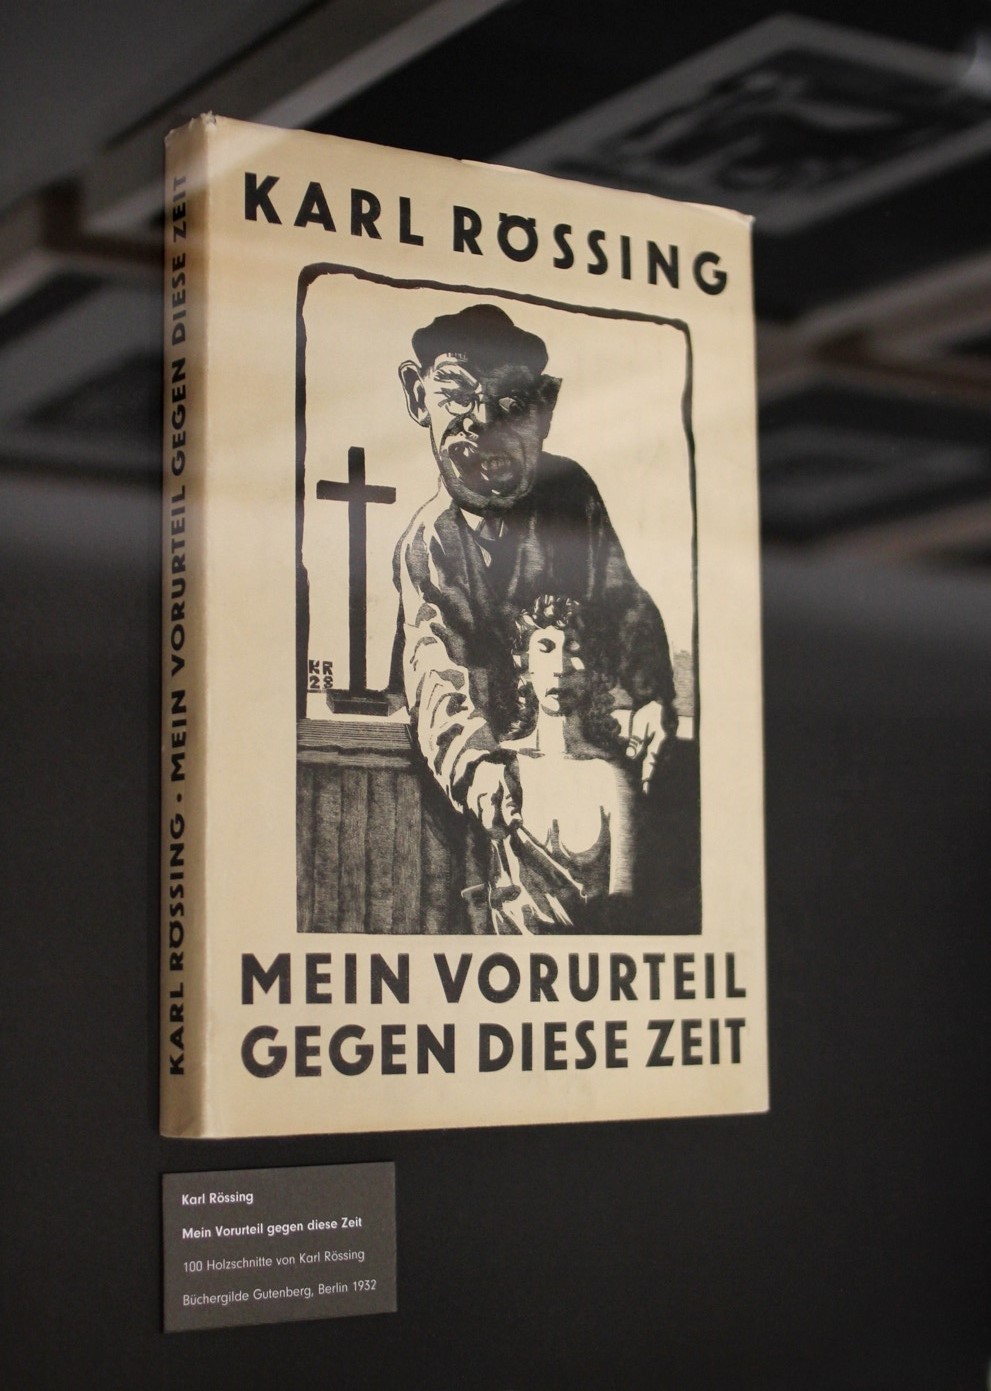 KARL RÖSSING
KR
28
MEIN VORURTEIL
GEGEN DIESE ZEIT
KARL RÖSSING · MEIN VORURTEIL GEGEN DIESE ZEIT
Karl Rössing
Mein Vorurteil gegen diese Zeit
100 Holzschnitte von Karl Rössing
Büchergilde Gutenberg, Berlin 1932